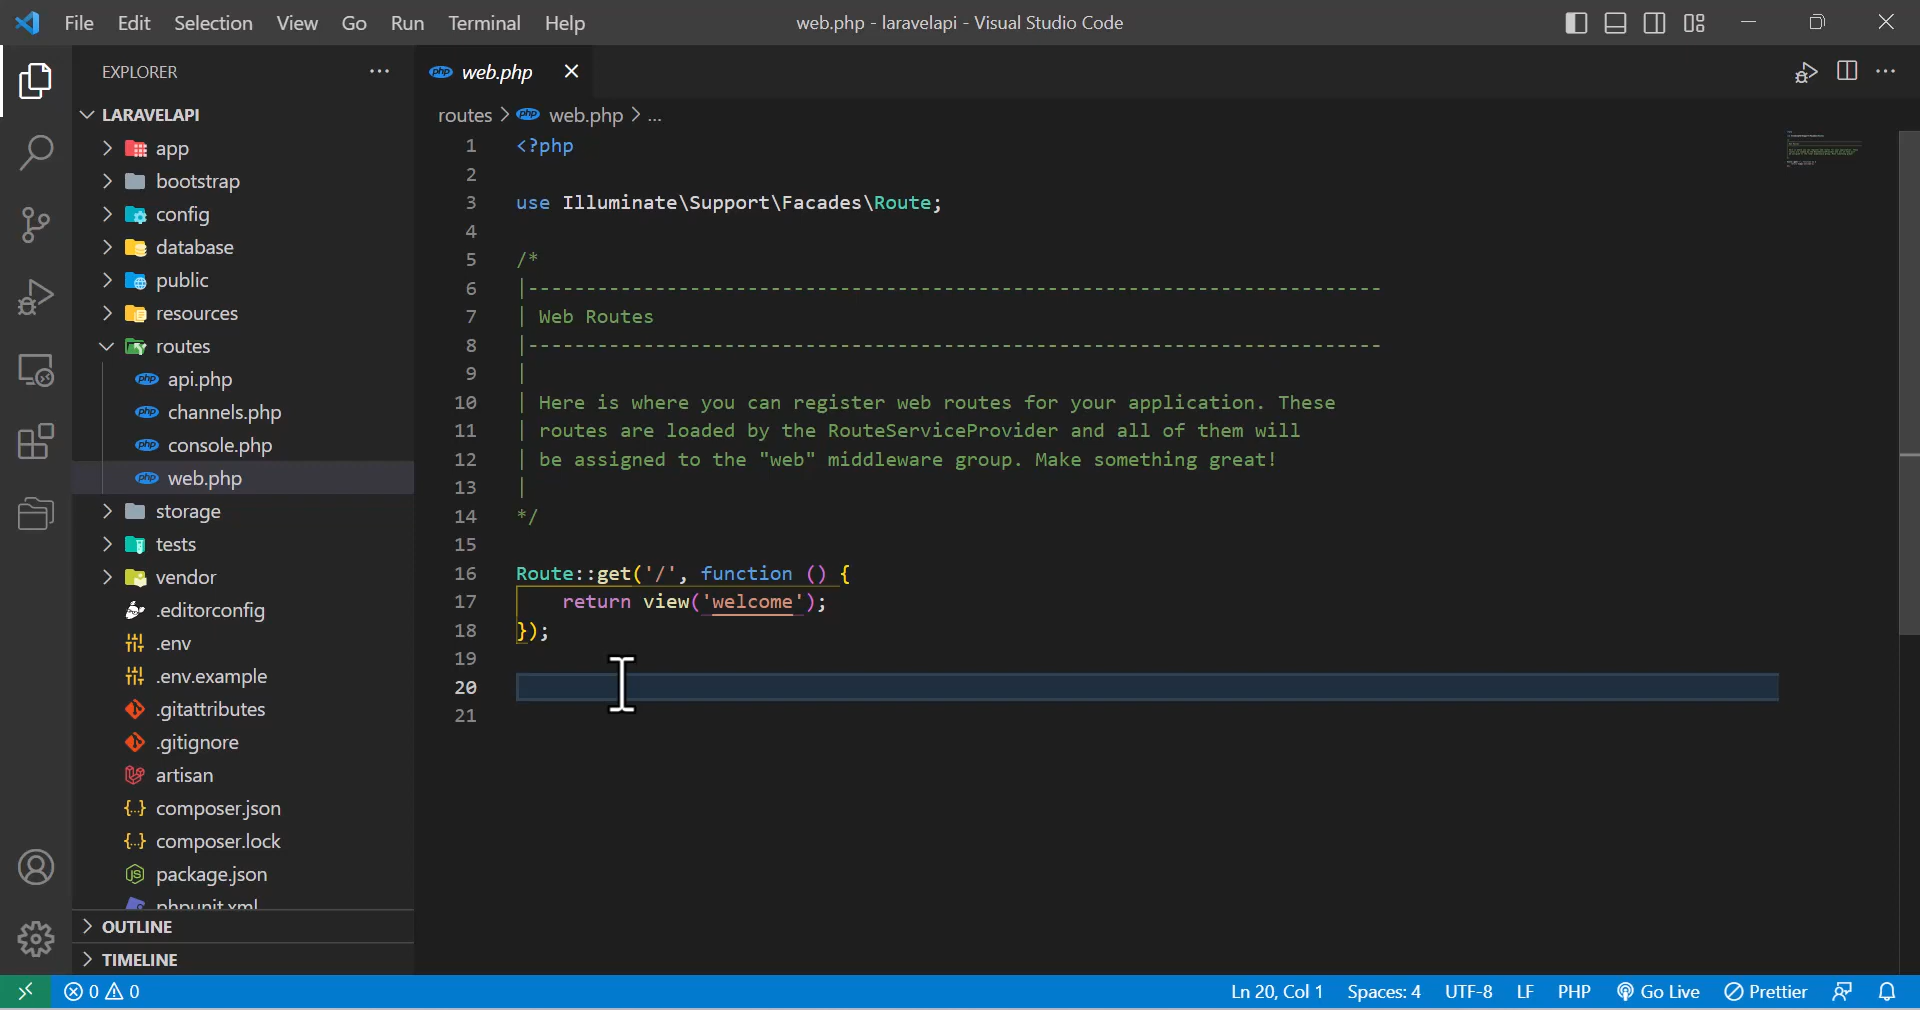 File Edit Selection View Go Run Terminal Help
web.php - laravelapi - Visual Studio Code
EXPLORER
LARAVELAPI
app
bootstrap
config
database
public
resources
routes
api.php
channels.php
console.php
web.php
storage
tests
vendor
.editorconfig
.env
.env.example
.gitattributes
.gitignore
artisan
composer.json
composer.lock
package.json
phpunit.xml
OUTLINE
TIMELINE
php web.php
routes > php web.php > ...
1 <?php
2
3 use Illuminate\Support\Facades\Route;
4
5 /*
6 |--------------------------------------------------------------------------
7 | Web Routes
8 |--------------------------------------------------------------------------
9 |
10 | Here is where you can register web routes for your application. These
11 | routes are loaded by the RouteServiceProvider and all of them will
12 | be assigned to the "web" middleware group. Make something great!
13 |
14 */
15
16 Route::get('/', function () {
17     return view('welcome');
18 });
19
20
21
0 0
Ln 20, Col 1 Spaces: 4 UTF-8 LF PHP Go Live Prettier